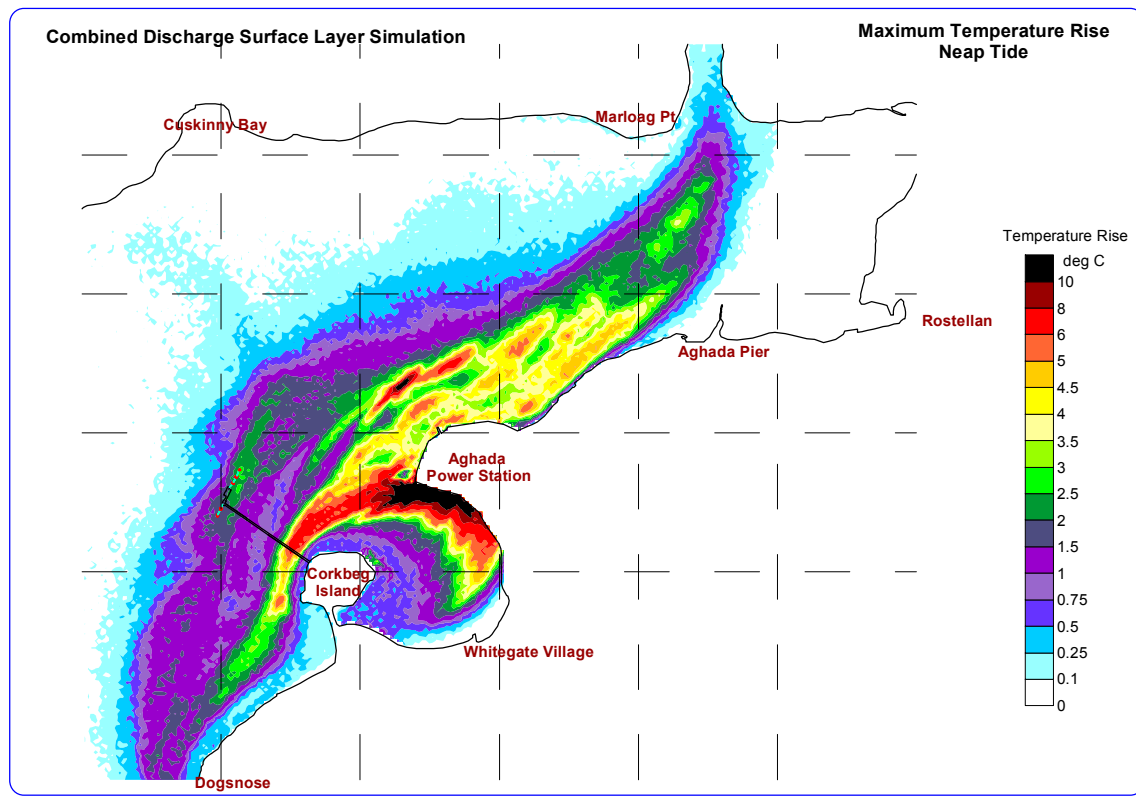 Combined Discharge Surface Layer Simulation
Maximum Temperature Rise
Neap Tide
Cuskinny Bay
Marloag Pt
Temperature Rise
deg C
10
8
6
5
4.5
4
3.5
3
2.5
2
1.5
1
0.75
0.5
0.25
0.1
0
Rostellan
Aghada Pier
Aghada
Power Station
Corkbeg
Island
Whitegate Village
Dogsnose